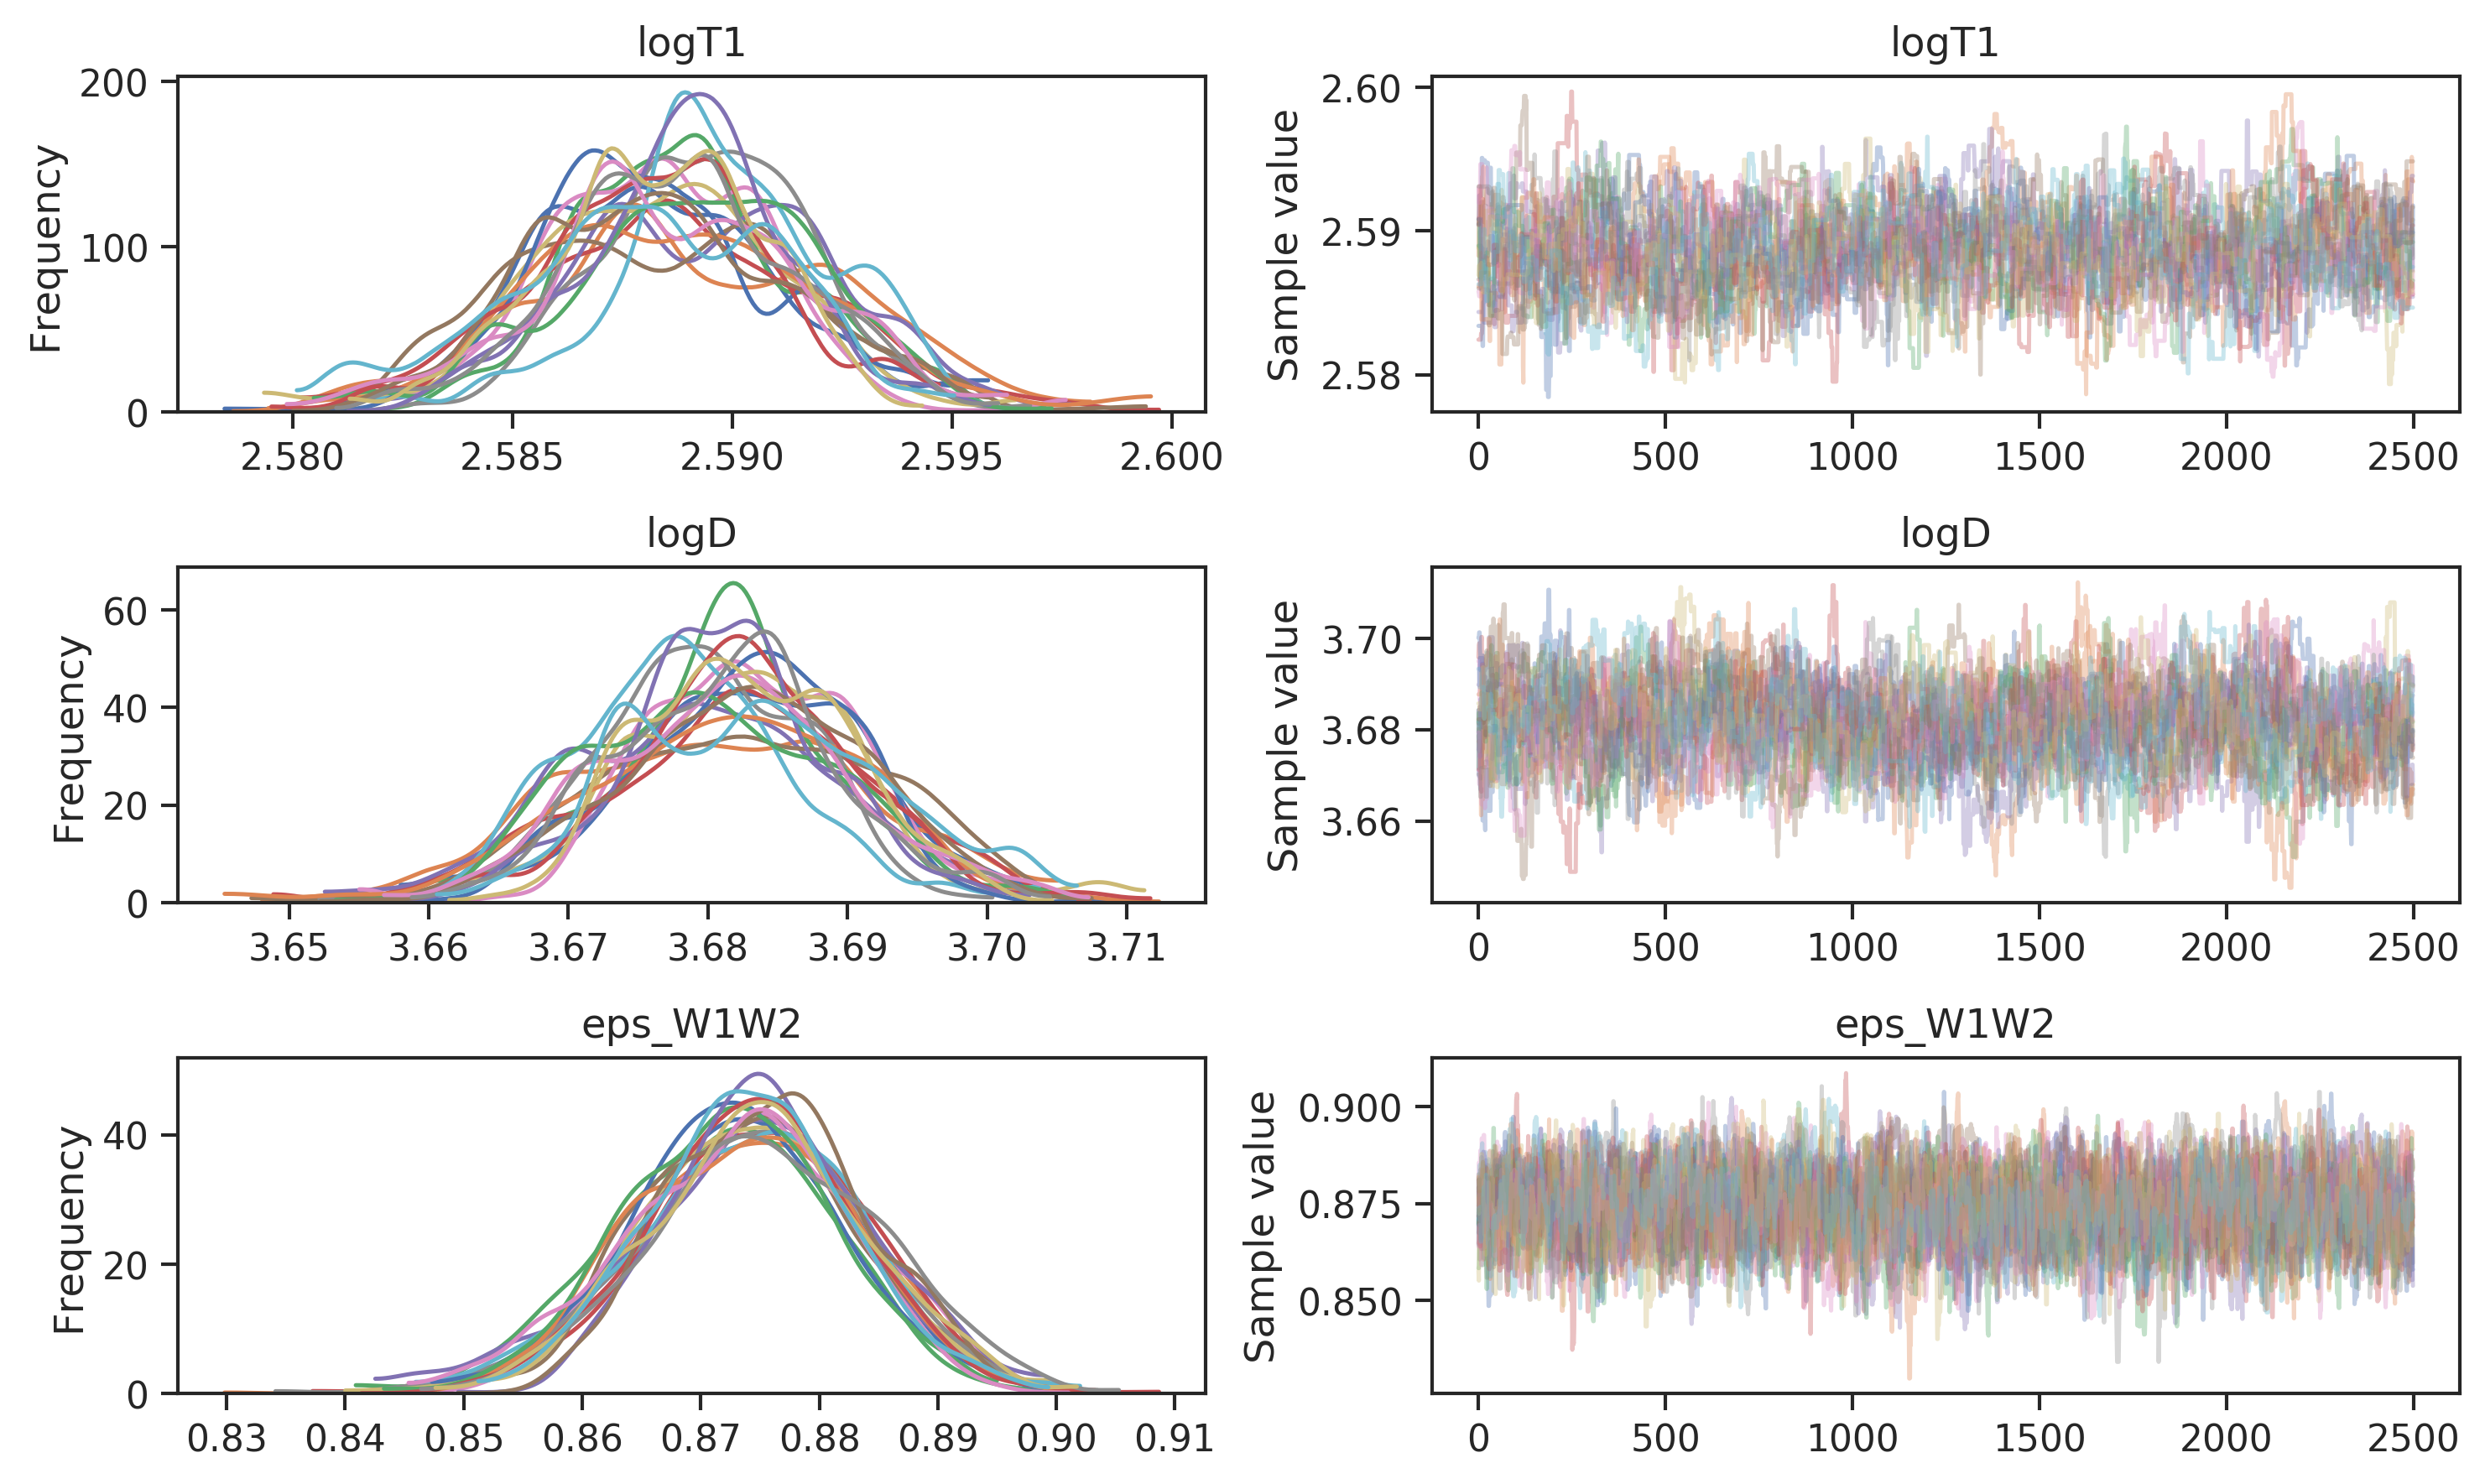 logT1
Frequency
200
100
0
2.580 2.585 2.590 2.595 2.600
logT1
Sample value
2.60
2.59
2.58
0 500 1000 1500 2000 2500
logD
Frequency
60
40
20
0
3.65 3.66 3.67 3.68 3.69 3.70 3.71
logD
Sample value
3.70
3.68
3.66
0 500 1000 1500 2000 2500
eps_W1W2
Frequency
40
20
0
0.83 0.84 0.85 0.86 0.87 0.88 0.89 0.90 0.91
eps_W1W2
Sample value
0.900
0.875
0.850
0 500 1000 1500 2000 2500